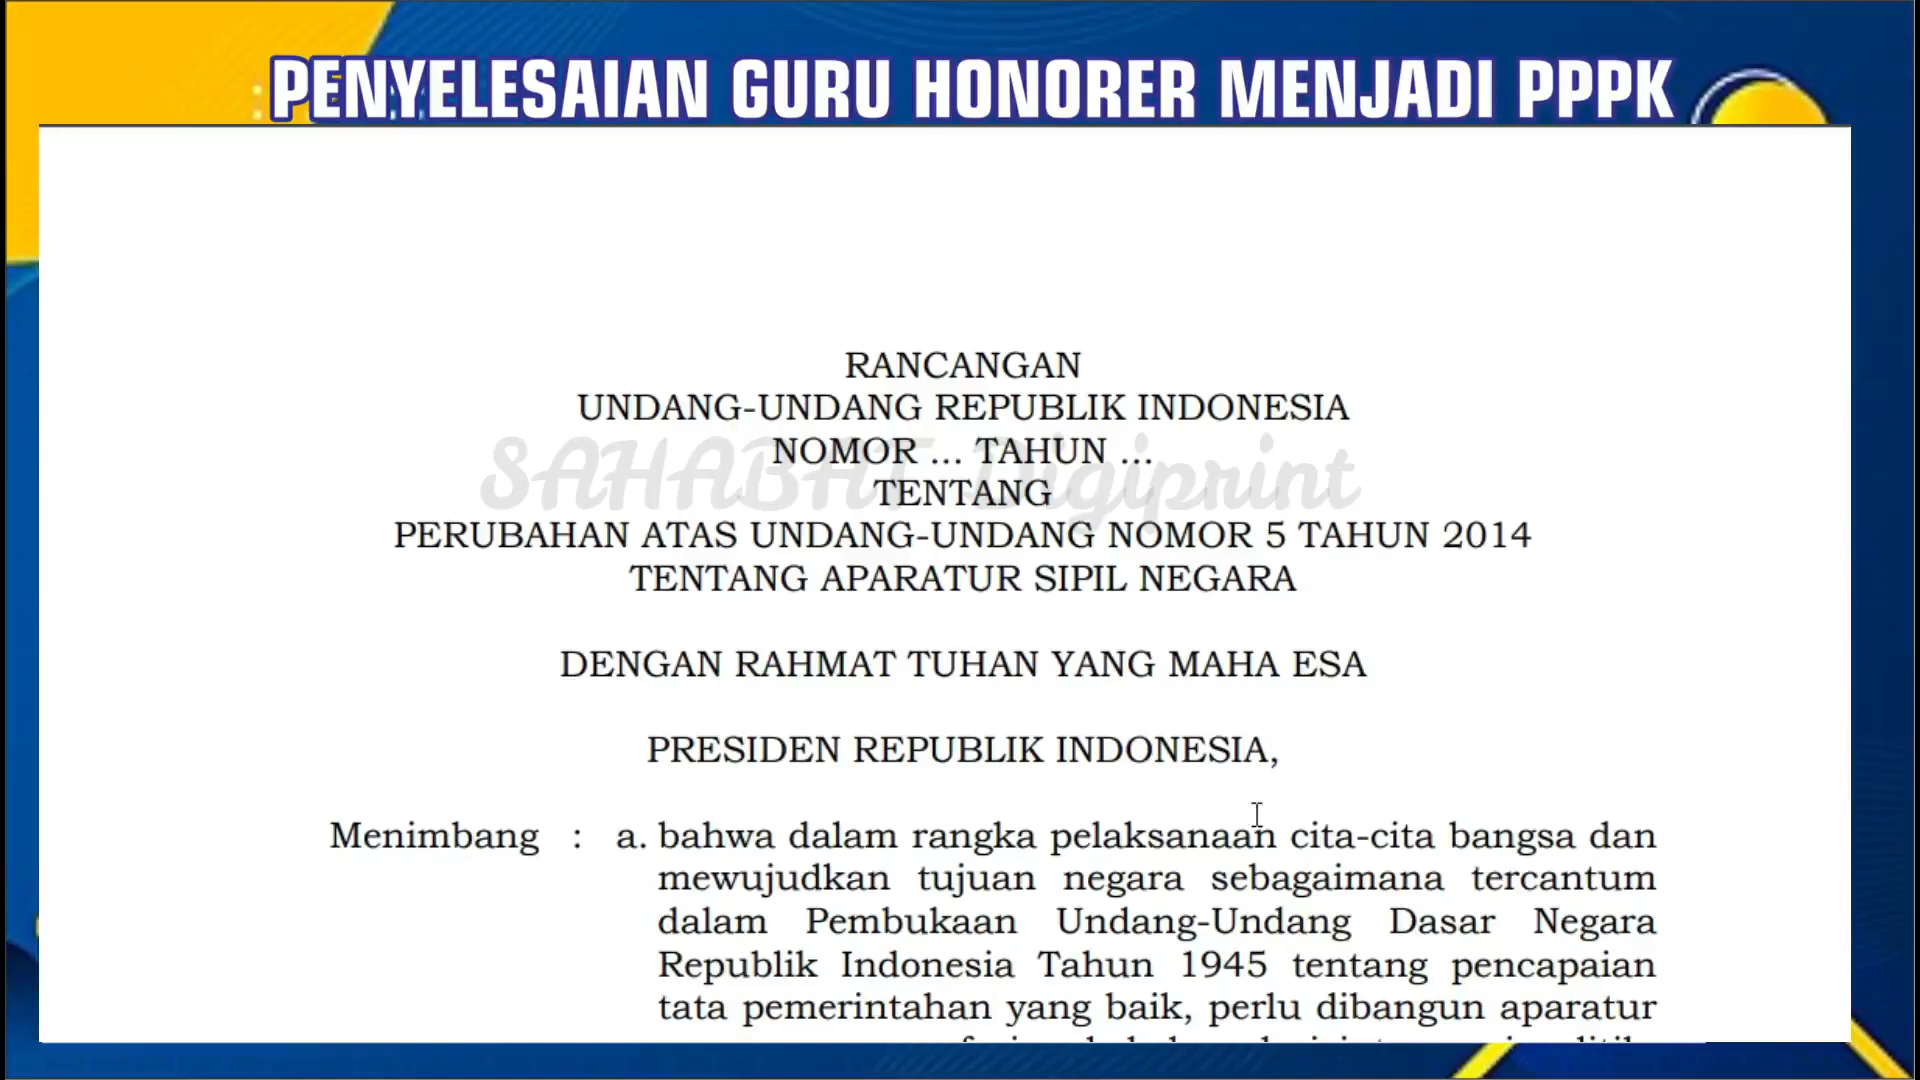 PENYELESAIAN GURU HONORER MENJADI PPPK
RANCANGAN
UNDANG-UNDANG REPUBLIK INDONESIA
NOMOR ... TAHUN ...
SAHABAT Digiprint
TENTANG
PERUBAHAN ATAS UNDANG-UNDANG NOMOR 5 TAHUN 2014
TENTANG APARATUR SIPIL NEGARA
DENGAN RAHMAT TUHAN YANG MAHA ESA
PRESIDEN REPUBLIK INDONESIA,
Menimbang : a. bahwa dalam rangka pelaksanaan cita-cita bangsa dan
mewujudkan tujuan negara sebagaimana tercantum
dalam Pembukaan Undang-Undang Dasar Negara
Republik Indonesia Tahun 1945 tentang pencapaian
tata pemerintahan yang baik, perlu dibangun aparatur